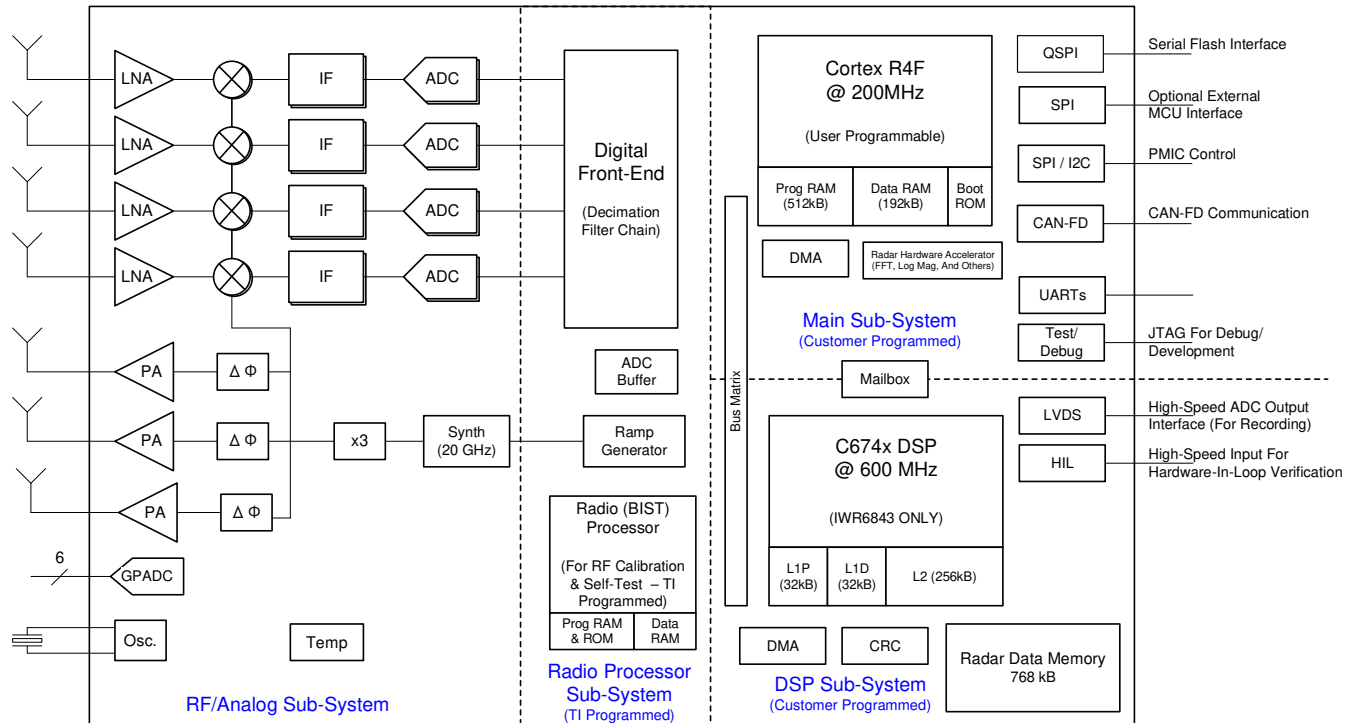 LNA
IF
ADC
LNA
IF
ADC
LNA
IF
ADC
LNA
IF
ADC
Digital
Front-End
(Decimation
Filter Chain)
PA
Δ Φ
PA
Δ Φ
PA
Δ Φ
x3
Synth
(20 GHz)
ADC
Buffer
Ramp
Generator
6
GPADC
Osc.
Temp
RF/Analog Sub-System
Radio (BIST)
Processor
(For RF Calibration
& Self-Test – TI
Programmed)
Prog RAM
& ROM
Data
RAM
Radio Processor
Sub-System
(TI Programmed)
Cortex R4F
@ 200MHz
(User Programmable)
Prog RAM
(512kB)
Data RAM
(192kB)
Boot
ROM
DMA
Radar Hardware Accelerator
(FFT, Log Mag, And Others)
Main Sub-System
(Customer Programmed)
Bus Matrix
Mailbox
QSPI
Serial Flash Interface
SPI
Optional External
MCU Interface
SPI / I2C
PMIC Control
CAN-FD
CAN-FD Communication
UARTs
Test/
Debug
JTAG For Debug/
Development
LVDS
High-Speed ADC Output
Interface (For Recording)
HIL
High-Speed Input For
Hardware-In-Loop Verification
C674x DSP
@ 600 MHz
(IWR6843 ONLY)
L1P
(32kB)
L1D
(32kB)
L2 (256kB)
DMA
CRC
Radar Data Memory
768 kB
DSP Sub-System
(Customer Programmed)